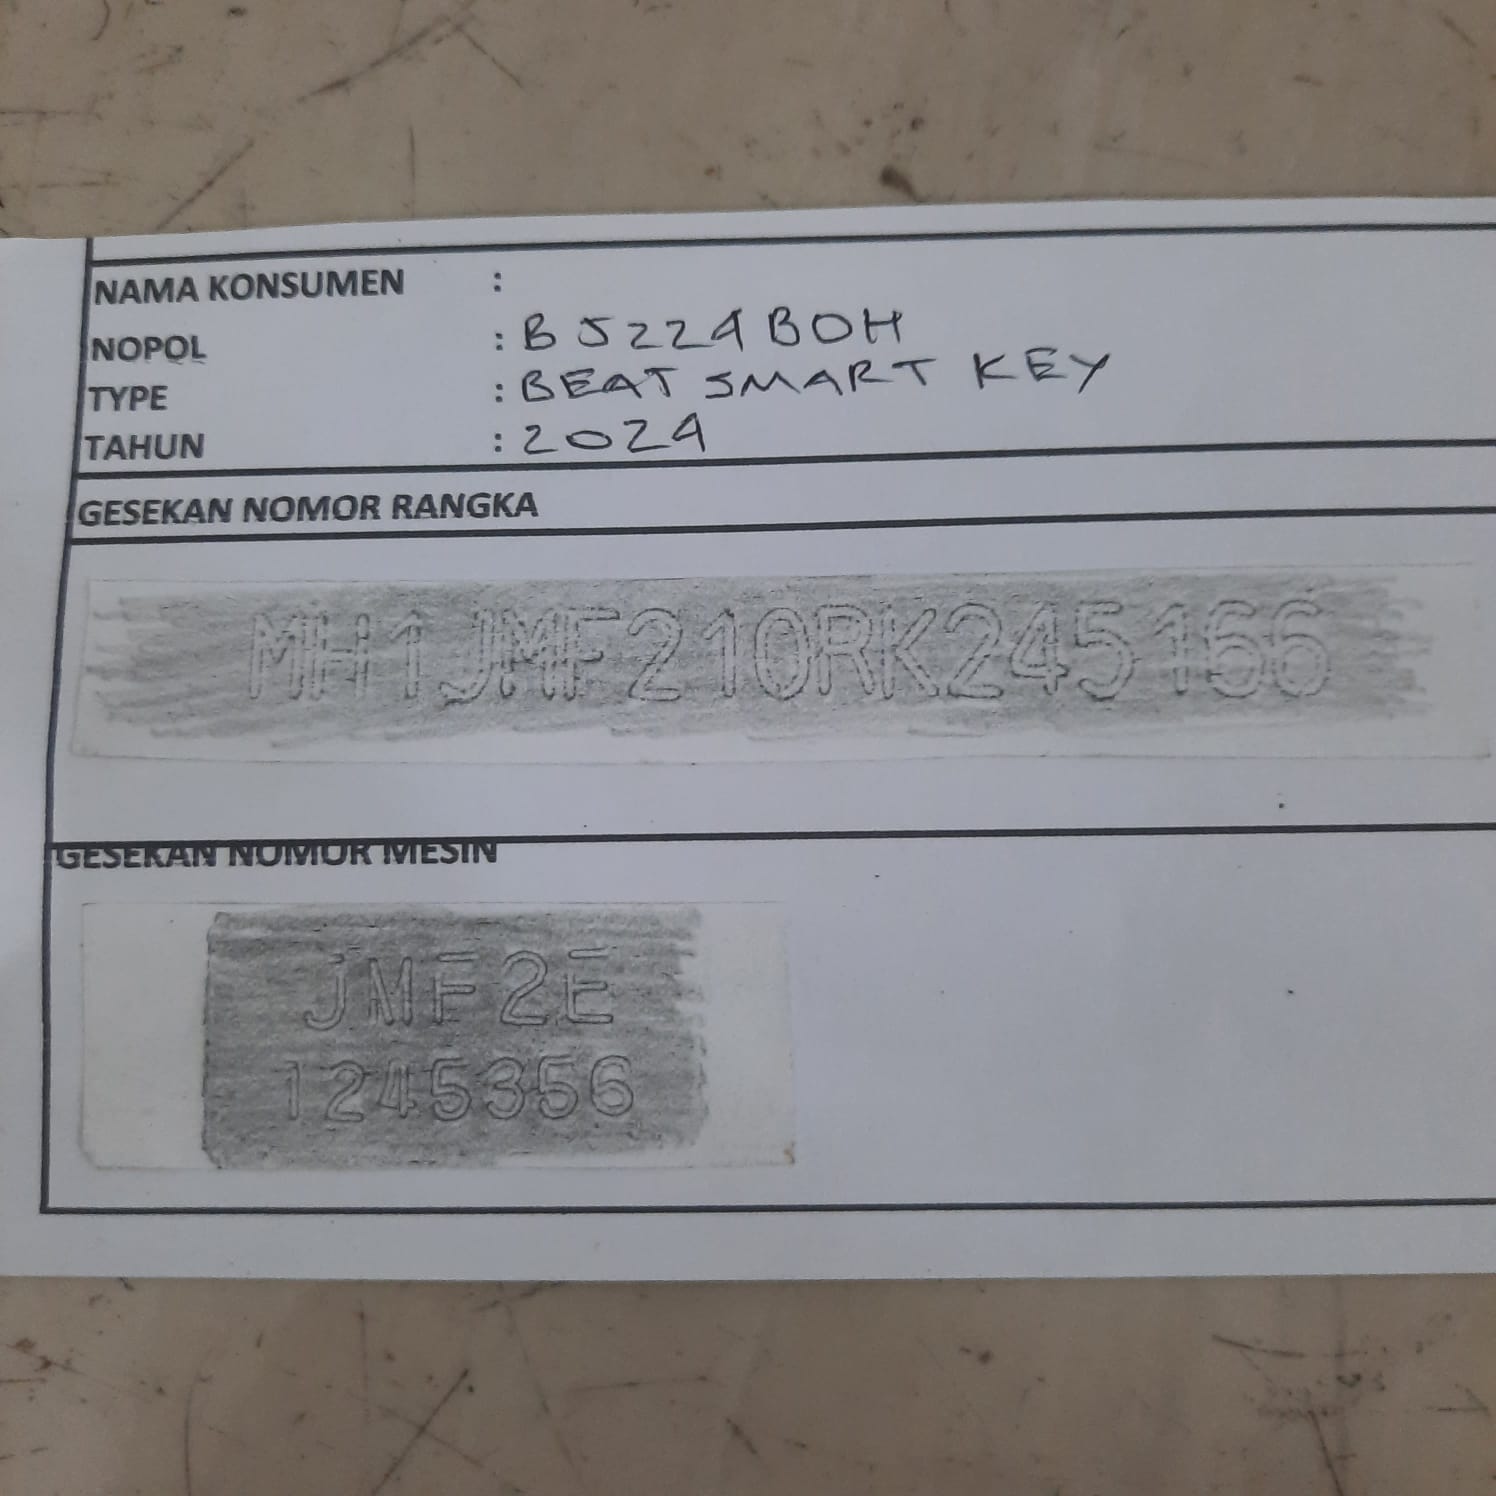 NAMA KONSUMEN :
NOPOL : B 5224 BOH
TYPE : BEAT SMART KEY
TAHUN : 2024
GESEKAN NOMOR RANGKA
MH1JMF210RK245166
GESEKAN NOMOR MESIN
JMF2E
1245356